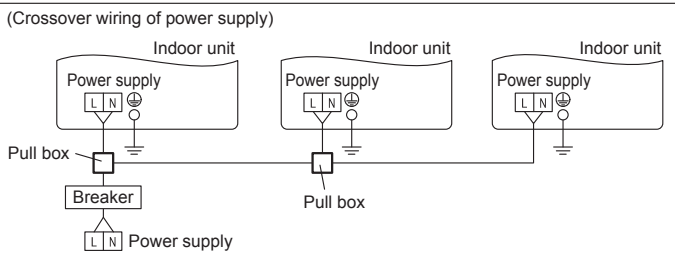 (Crossover wiring of power supply)
Indoor unit Indoor unit Indoor unit
Power supply Power supply Power supply
L N L N L N
Pull box
Breaker
Pull box
L N Power supply